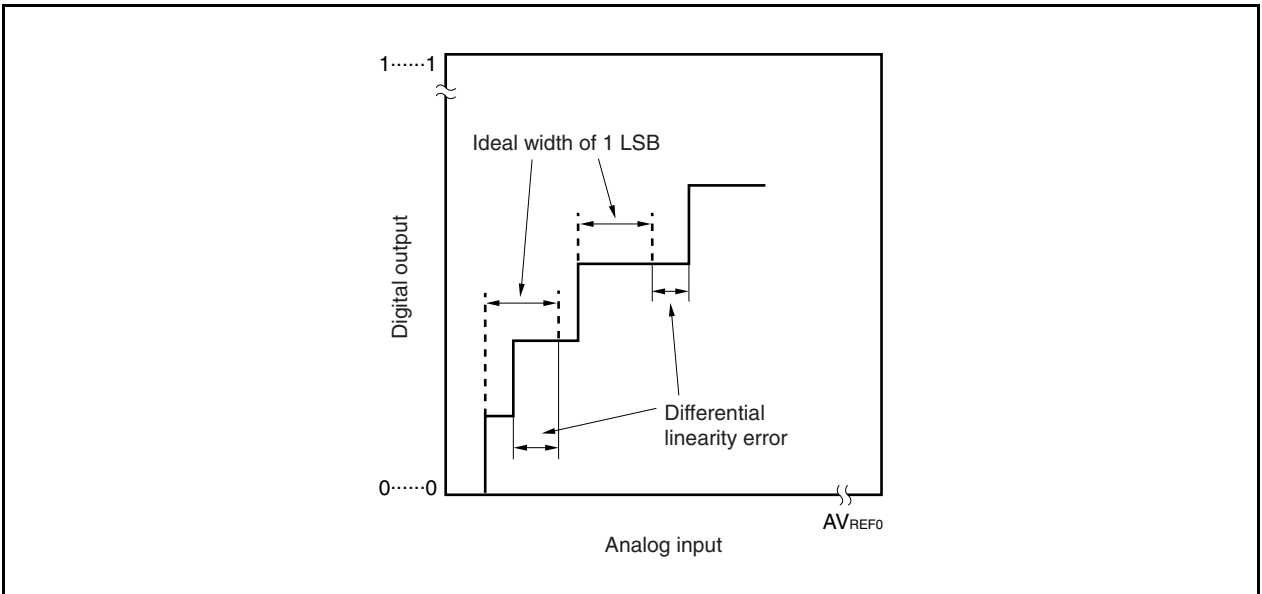 1······1
Ideal width of 1 LSB
Digital output
Differential
linearity error
0······0
AVREF0
Analog input